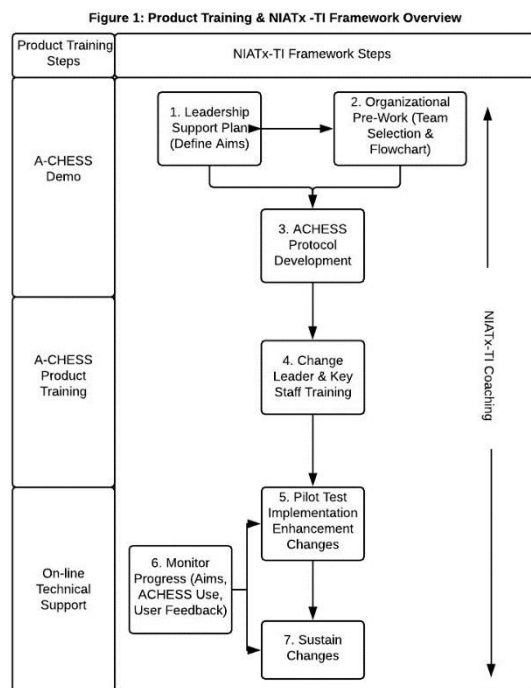 Figure 1: Product Training & NIATx -TI Framework Overview
Product Training
Steps
NIATx-TI Framework Steps
A-CHESS
Demo
1. Leadership
Support Plan
(Define Aims)
2. Organizational
Pre-Work (Team
Selection &
Flowchart)
3. ACHESS
Protocol
Development
A-CHESS
Product
Training
4. Change
Leader & Key
Staff Training
NIATx-TI Coaching
On-line
Technical
Support
5. Pilot Test
Implementation
Enhancement
Changes
6. Monitor
Progress (Aims,
ACHESS Use,
User Feedback)
7. Sustain
Changes